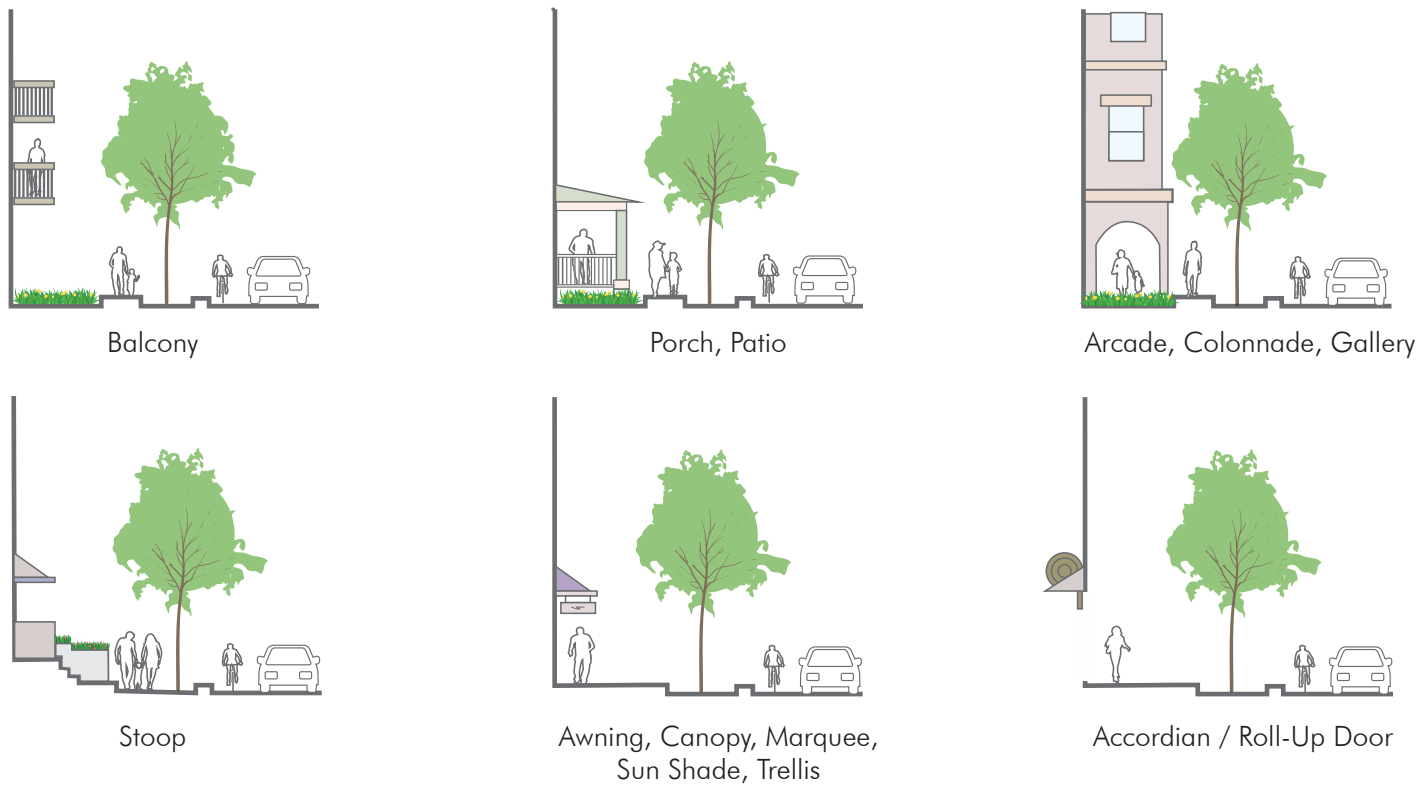 Balcony
Porch, Patio
Arcade, Colonnade, Gallery
Stoop
Awning, Canopy, Marquee,
Sun Shade, Trellis
Accordian / Roll-Up Door